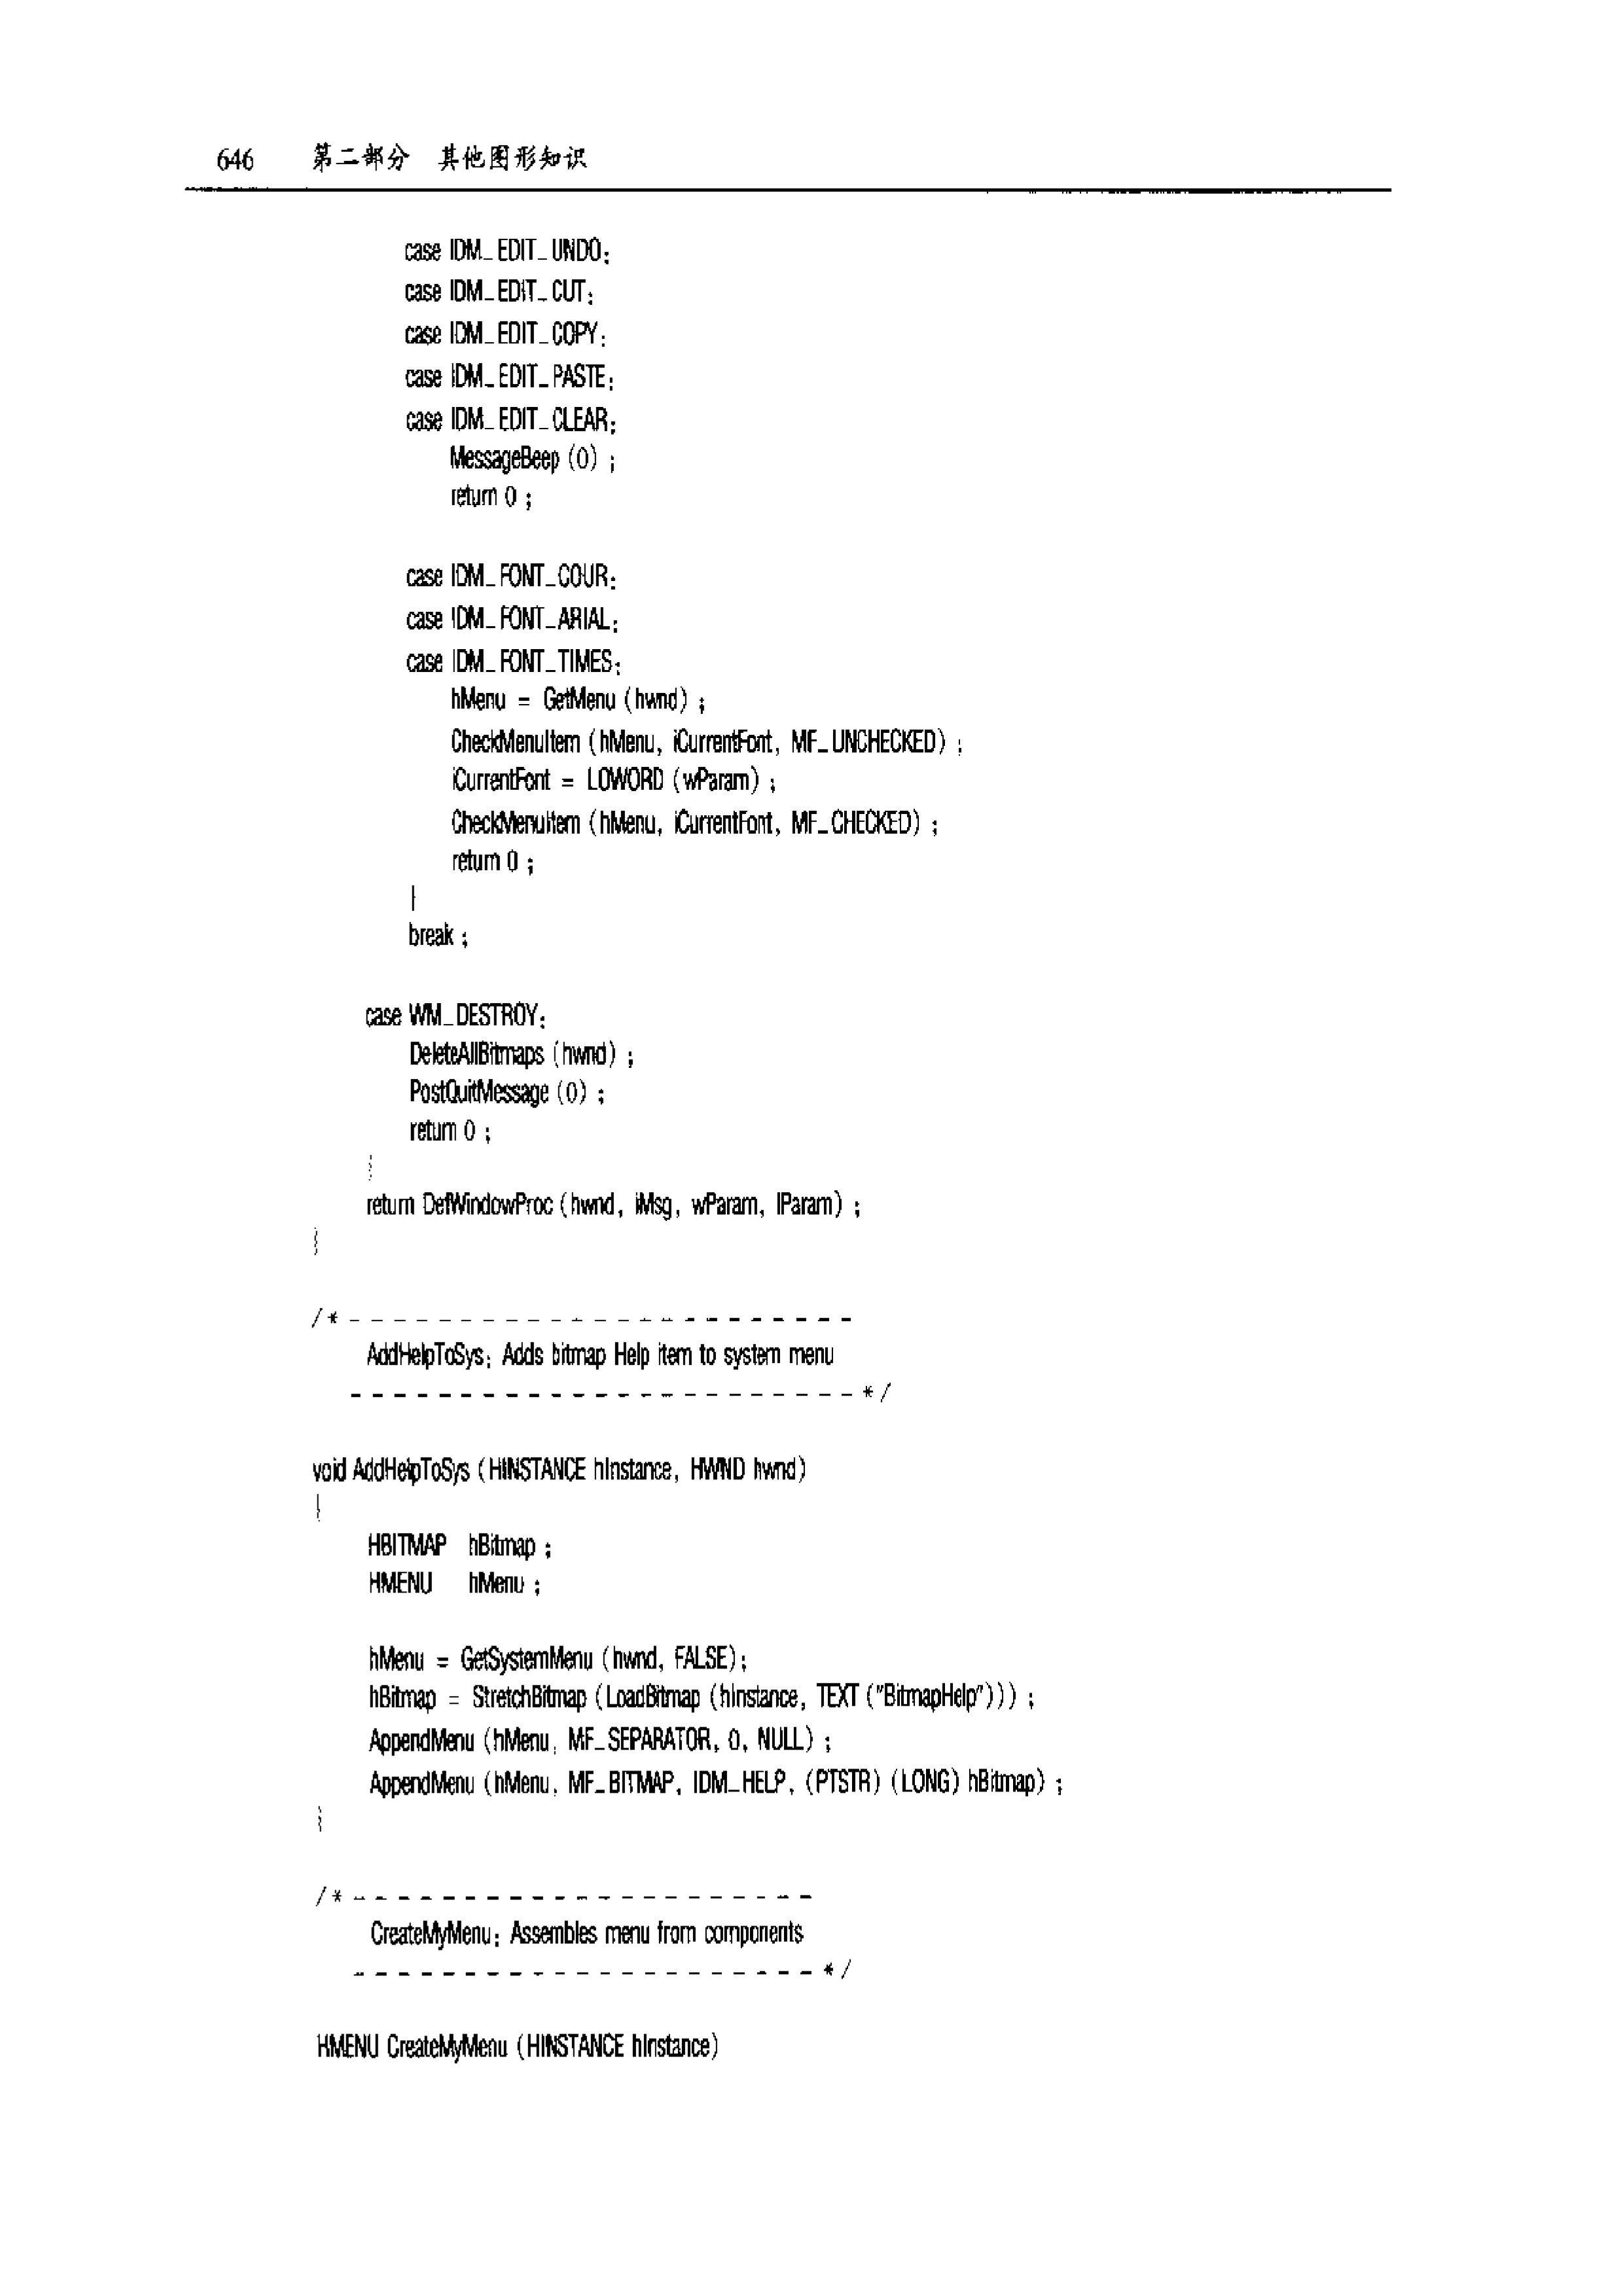 646 第二部分 其他图形知识
case IDM_EDIT_UNDO:
case IDM_EDIT_CUT:
case IDM_EDIT_COPY:
case IDM_EDIT_PASTE:
case IDM_EDIT_CLEAR:
MessageBeep (0) ;
return 0 ;
case IDM_FONT_COUR:
case IDM_FONT_ARIAL:
case IDM_FONT_TIMES:
hMenu = GetMenu (hwnd) ;
CheckMenuItem (hMenu, iCurrentFont, MF_UNCHECKED) ;
iCurrentFont = LOWORD (wParam) ;
CheckMenuItem (hMenu, iCurrentFont, MF_CHECKED) ;
return 0 ;
}
break ;
case WM_DESTROY:
DeleteAllBitmaps (hwnd) ;
PostQuitMessage (0) ;
return 0 ;
}
return DefWindowProc (hwnd, iMsg, wParam, lParam) ;
}
/* - - - - - - - - - - - - - - - - - - - - - - -
AddHelpToSys: Adds bitmap Help item to system menu
- - - - - - - - - - - - - - - - - - - - - - - */
void AddHelpToSys (HINSTANCE hInstance, HWND hwnd)
{
HBITMAP hBitmap ;
HMENU hMenu ;
hMenu = GetSystemMenu (hwnd, FALSE);
hBitmap = StretchBitmap (LoadBitmap (hInstance, TEXT ("BitmapHelp"))) ;
AppendMenu (hMenu, MF_SEPARATOR, 0, NULL) ;
AppendMenu (hMenu, MF_BITMAP, IDM_HELP, (PTSTR) (LONG) hBitmap) ;
}
/* - - - - - - - - - - - - - - - - - - - - -
CreateMyMenu: Assembles menu from components
- - - - - - - - - - - - - - - - - - - - - */
HMENU CreateMyMenu (HINSTANCE hInstance)